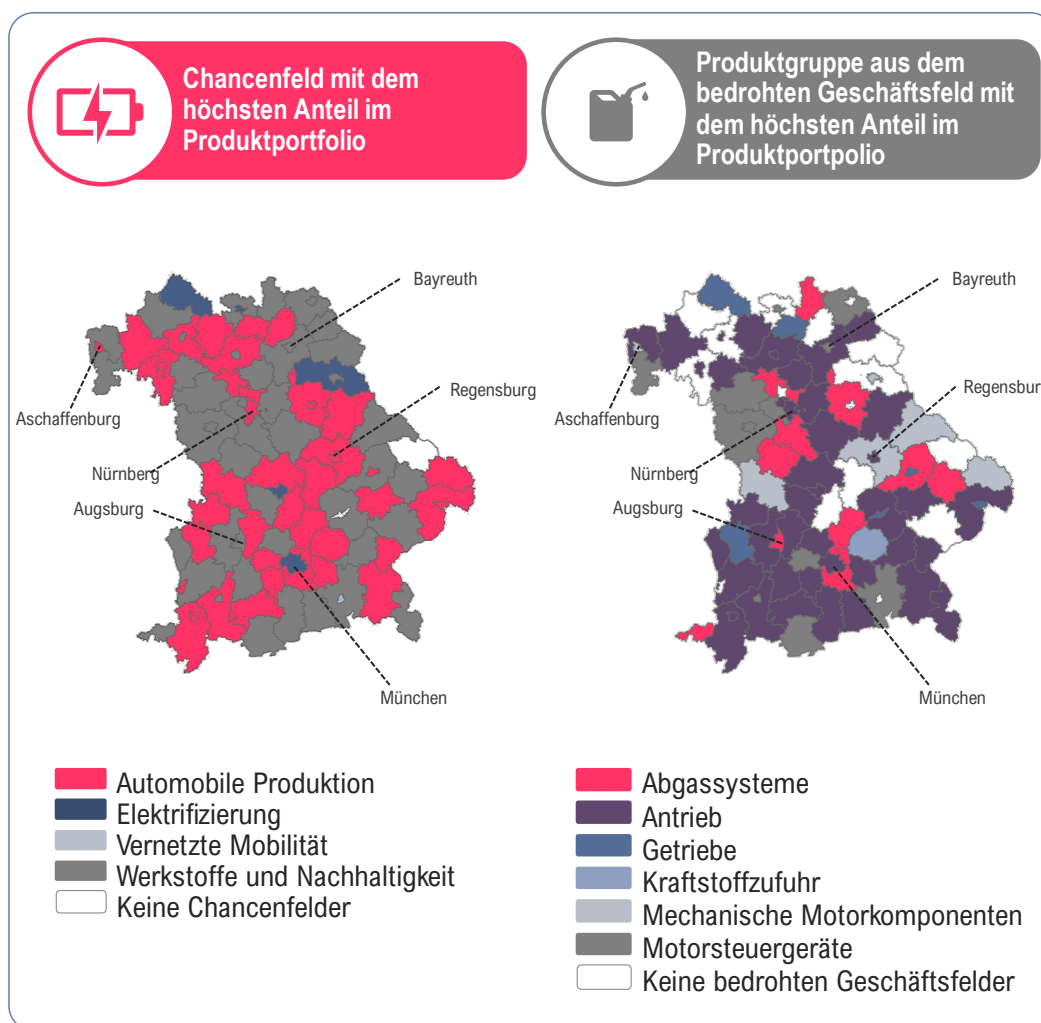 Chancenfeld mit dem
höchsten Anteil im
Produktportfolio
Produktgruppe aus dem
bedrohten Geschäftsfeld mit
dem höchsten Anteil im
Produktportpolio
Bayreuth
Regensburg
Aschaffenburg
Nürnberg
Augsburg
München
Bayreuth
Regensbur
Aschaffenburg
Nürnberg
Augsburg
München
Automobile Produktion
Elektrifizierung
Vernetzte Mobilität
Werkstoffe und Nachhaltigkeit
Keine Chancenfelder
Abgassysteme
Antrieb
Getriebe
Kraftstoffzufuhr
Mechanische Motorkomponenten
Motorsteuergeräte
Keine bedrohten Geschäftsfelder